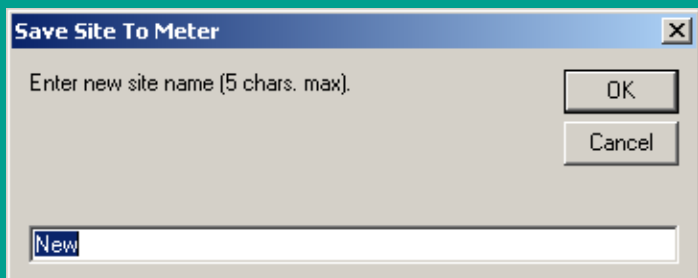 Save Site To Meter
Enter new site name (5 chars. max).
OK
Cancel
New